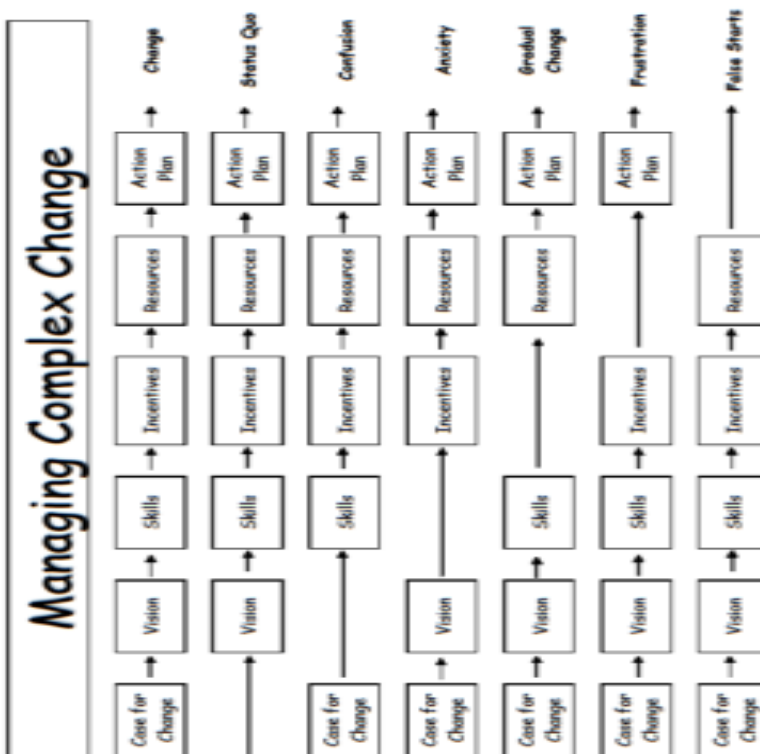 Managing Complex Change
Case for
Change
Vision
Skills
Incentives
Resources
Action
Plan
Change
Vision
Skills
Incentives
Resources
Action
Plan
Status Quo
Case for
Change
Skills
Incentives
Resources
Action
Plan
Confusion
Case for
Change
Vision
Incentives
Resources
Action
Plan
Anxiety
Case for
Change
Vision
Skills
Resources
Action
Plan
Gradual
Change
Case for
Change
Vision
Skills
Incentives
Action
Plan
Frustration
Case for
Change
Vision
Skills
Incentives
Resources
False Starts